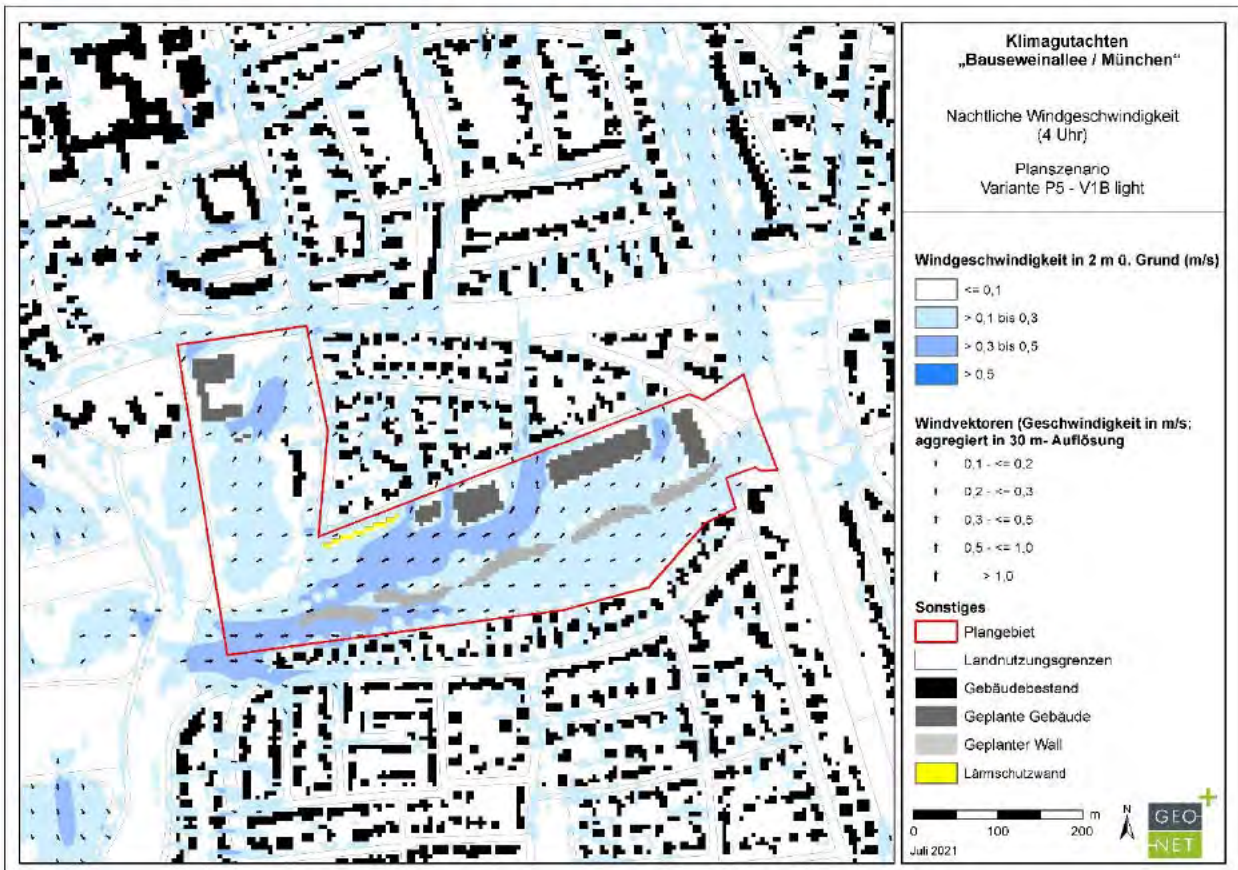 Klimagutachten
„Bauseweinallee / München“
Nächtliche Windgeschwindigkeit
(4 Uhr)
Planszenario
Variante P5 - V1B light
Windgeschwindigkeit in 2 m ü. Grund (m/s)
<= 0,1
> 0,1 bis 0,3
> 0,3 bis 0,5
> 0,5
Windvektoren (Geschwindigkeit in m/s;
aggregiert in 30 m- Auflösung
0,1 - <= 0,2
0,2 - <= 0,3
0,3 - <= 0,5
0,5 - <= 1,0
> 1,0
Sonstiges
Plangebiet
Landnutzungsgrenzen
Gebäudebestand
Geplante Gebäude
Geplanter Wall
Lärmschutzwand
m
0 100 200
N
Juli 2021
GEO-
NET